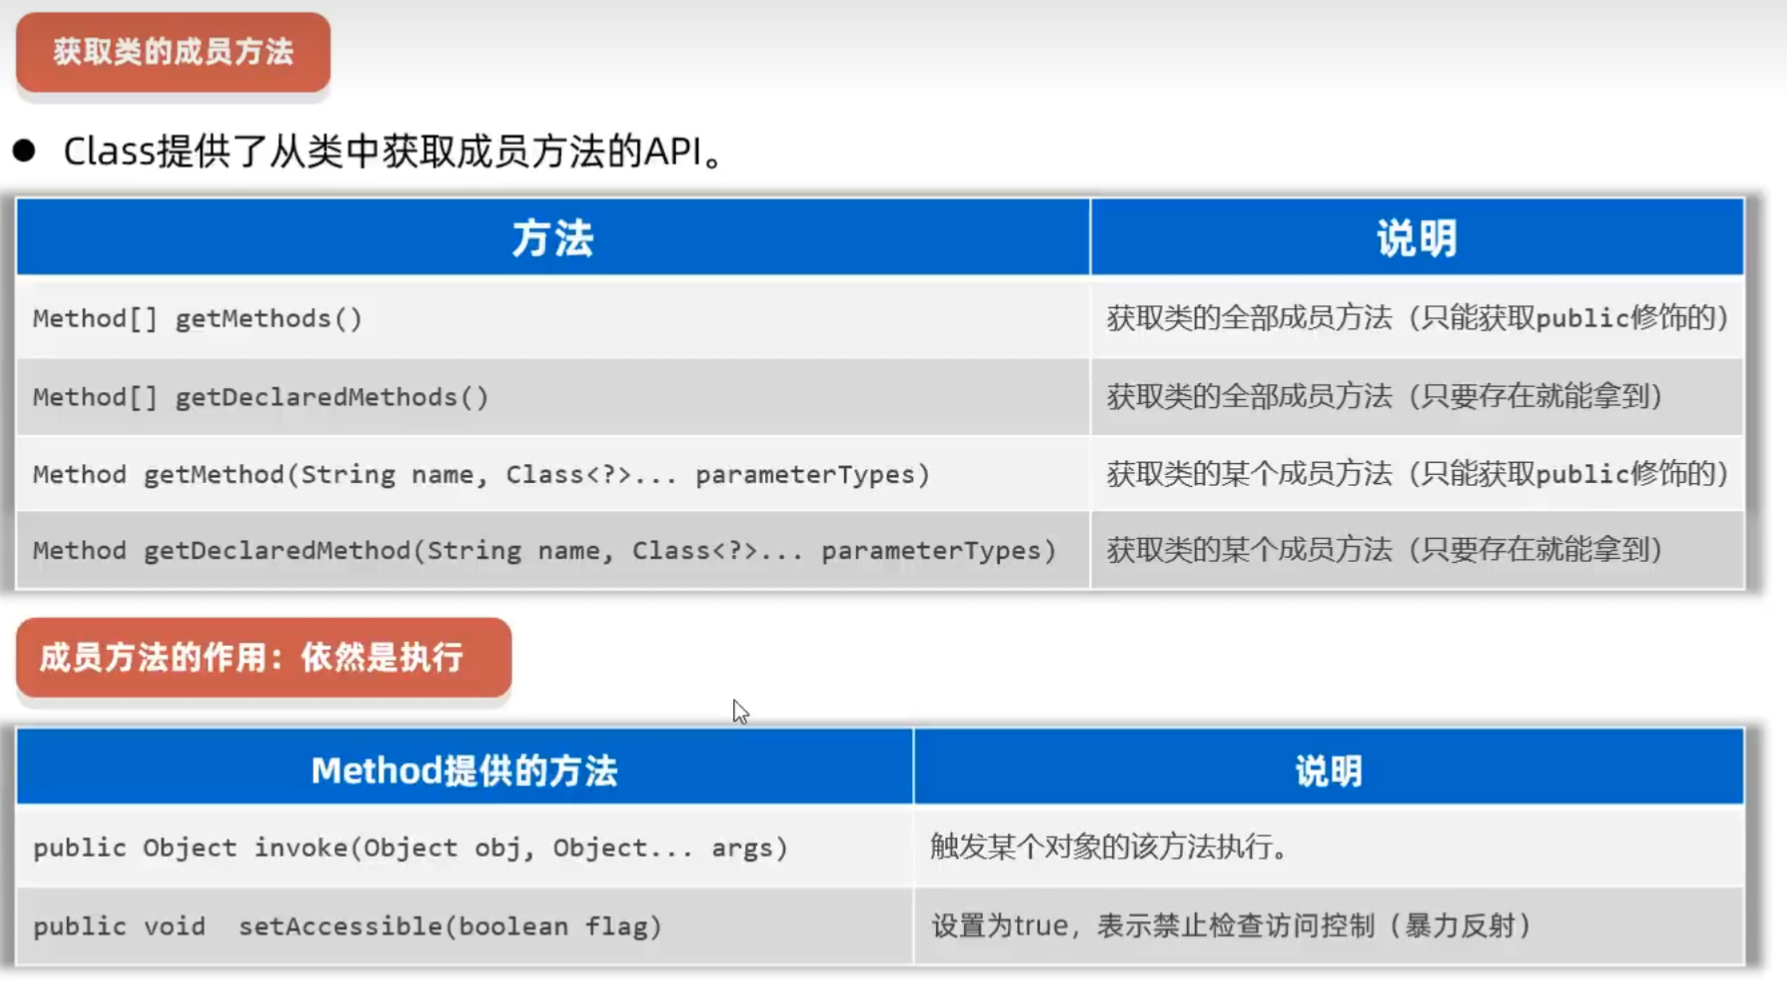 获取类的成员方法
● Class提供了从类中获取成员方法的API。
方法 说明
Method[] getMethods() 获取类的全部成员方法（只能获取public修饰的）
Method[] getDeclaredMethods() 获取类的全部成员方法（只要存在就能拿到）
Method getMethod(String name, Class<?>... parameterTypes) 获取类的某个成员方法（只能获取public修饰的）
Method getDeclaredMethod(String name, Class<?>... parameterTypes) 获取类的某个成员方法（只要存在就能拿到）
成员方法的作用：依然是执行
Method提供的方法 说明
public Object invoke(Object obj, Object... args) 触发某个对象的该方法执行。
public void setAccessible(boolean flag) 设置为true，表示禁止检查访问控制（暴力反射）